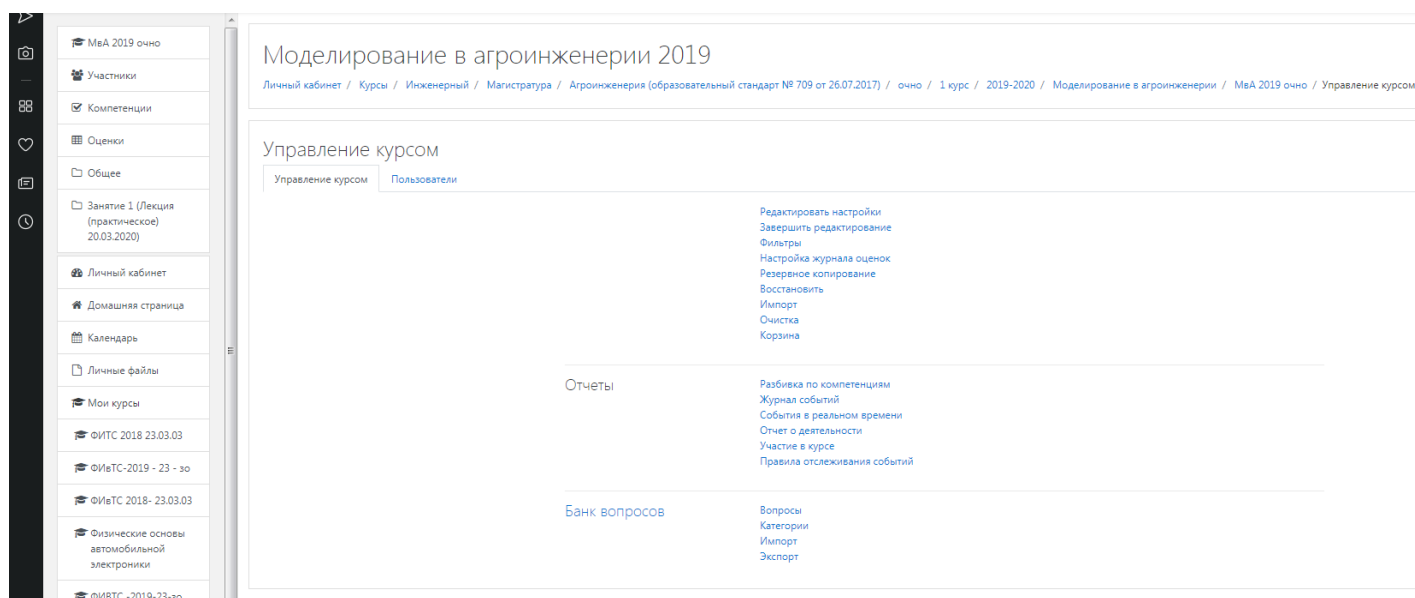 МвА 2019 очно
Участники
Компетенции
Оценки
Общее
Занятие 1 (Лекция
(практическое)
20.03.2020)
Личный кабинет
Домашняя страница
Календарь
Личные файлы
Мои курсы
ФИТС 2018 23.03.03
ФИвТС-2019 - 23 - зо
ФИвТС 2018- 23.03.03
Физические основы
автомобильной
электроники
ФИВТС -2019-23-зо
Моделирование в агроинженерии 2019
Личный кабинет / Курсы / Инженерный / Магистратура / Агроинженерия (образовательный стандарт № 709 от 26.07.2017) / очно / 1 курс / 2019-2020 / Моделирование в агроинженерии / МвА 2019 очно / Управление курсом
Управление курсом
Управление курсом Пользователи
Редактировать настройки
Завершить редактирование
Фильтры
Настройка журнала оценок
Резервное копирование
Восстановить
Импорт
Очистка
Корзина
Отчеты
Разбивка по компетенциям
Журнал событий
События в реальном времени
Отчет о деятельности
Участие в курсе
Правила отслеживания событий
Банк вопросов
Вопросы
Категории
Импорт
Экспорт